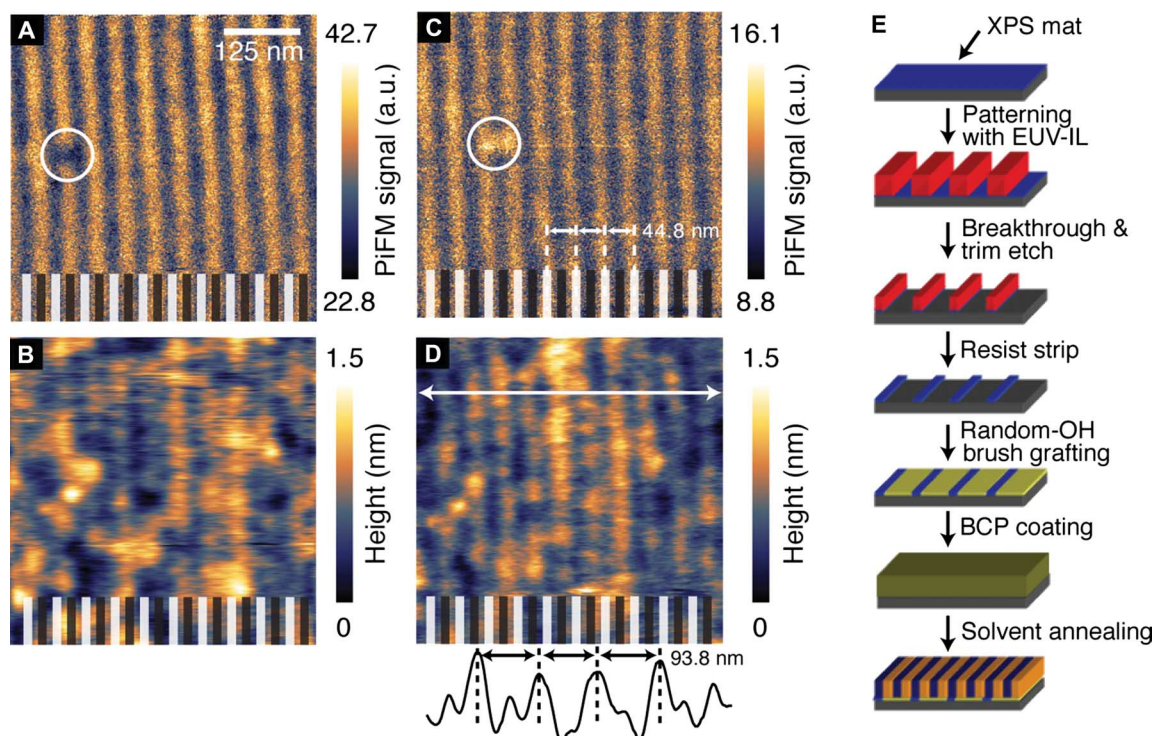 A
125 nm
42.7
PiFM signal (a.u.)
22.8
C
44.8 nm
16.1
PiFM signal (a.u.)
8.8
B
1.5
Height (nm)
0
D
1.5
Height (nm)
0
93.8 nm
E
XPS mat
Patterning
with EUV-IL
Breakthrough &
trim etch
Resist strip
Random-OH
brush grafting
BCP coating
Solvent annealing